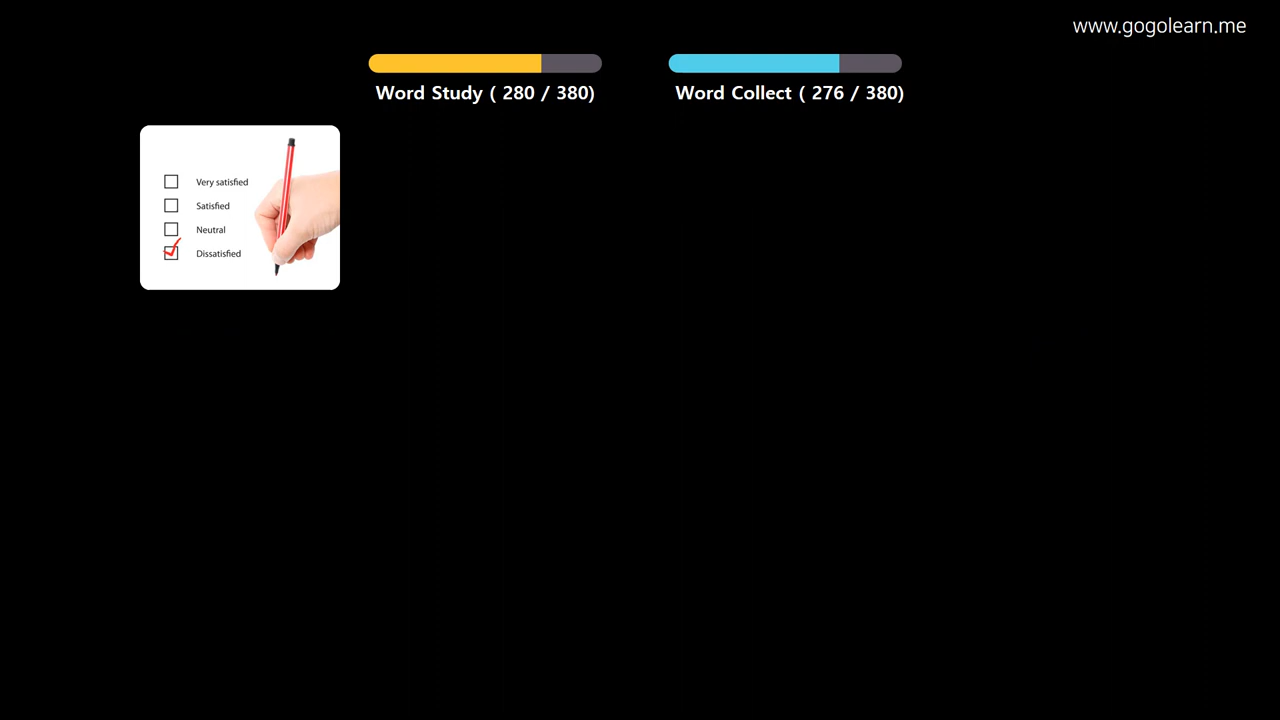 www.gogolearn.me
Word Study ( 280 / 380)
Word Collect ( 276 / 380)
Very satisfied
Satisfied
Neutral
Dissatisfied